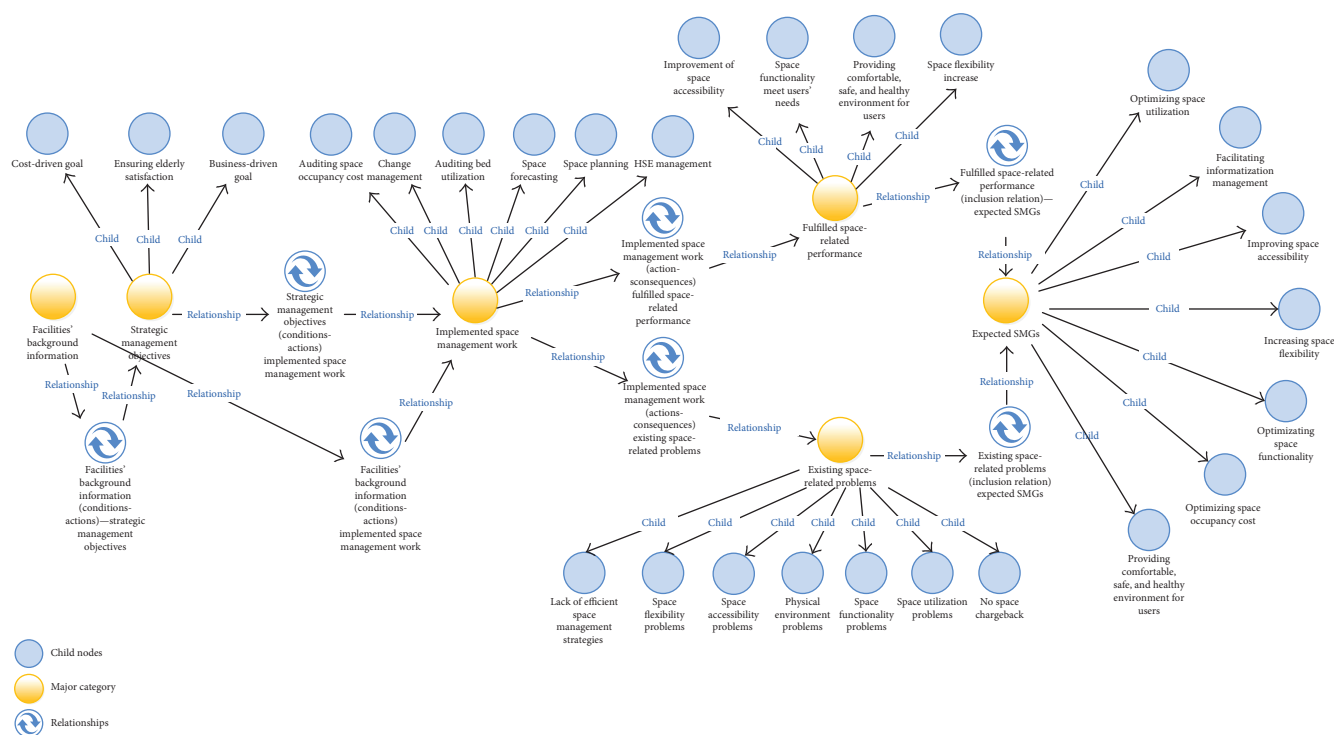 Improvement of
space
accessibility
Space
functionality
meet users'
needs
Providing
comfortable,
safe, and healthy
environment for
users
Space flexibility
increase
Optimizing space
utilization
Cost-driven goal
Ensuring elderly
satisfaction
Business-driven
goal
Auditing space
occupancy cost
Change
management
Auditing bed
utilization
Space
forecasting
Space planning
HSE management
Child
Child
Child
Child
Fulfilled space-related
performance
(inclusion relation)—
expected SMGs
Facilitating
informatization
management
Child
Child
Child
Child
Child
Child
Child
Child
Child
Child
Relationship
Fulfilled space-
related
performance
Implemented space
management work
(action-
sconsequences)
fulfilled space-
related
performance
Relationship
Relationship
Child
Child
Child
Improving space
accessibility
Facilities'
background
information
Strategic
management
objectives
Relationship
Strategic
management
objectives
(conditions-
actions)
implemented space
management work
Relationship
Implemented space
management work
Relationship
Expected SMGs
Child
Increasing space
flexibility
Relationship
Relationship
Relationship
Relationship
Relationship
Implemented space
management work
(actions-
consequences)
existing space-
related problems
Relationship
Relationship
Child
Child
Child
Optimizating
space
functionality
Facilities'
background
information
(conditions-
actions)—strategic
management
objectives
Facilities'
background
information
(conditions-
actions)
implemented space
management work
Existing space-
related problems
Relationship
Existing space-
related problems
(inclusion relation)
expected SMGs
Optimizing space
occupancy cost
Child
Child
Child
Child
Child
Child
Child
Providing
comfortable,
safe, and healthy
environment for
users
Lack of efficient
space
management
strategies
Space
flexibility
problems
Space
accessibility
problems
Physical
environment
problems
Space
functionality
problems
Space utilization
problems
No space
chargeback
Child nodes
Major category
Relationships